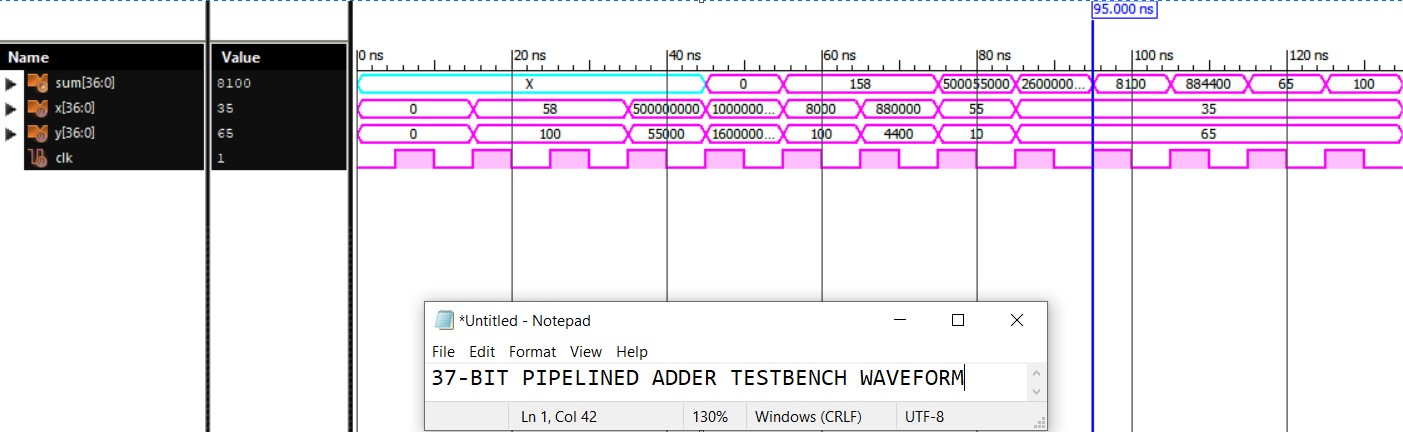 95.000 ns
Name Value 0 ns 20 ns 40 ns 60 ns 80 ns 100 ns 120 ns
sum[36:0] 8100 X 0 158 500055000 2600000... 8100 884400 65 100
x[36:0] 35 0 58 500000000 1000000... 8000 880000 55 35
y[36:0] 65 0 100 55000 1600000... 100 4400 10 65
clk 1
*Untitled - Notepad
File Edit Format View Help
37-BIT PIPELINED ADDER TESTBENCH WAVEFORM
Ln 1, Col 42 130% Windows (CRLF) UTF-8